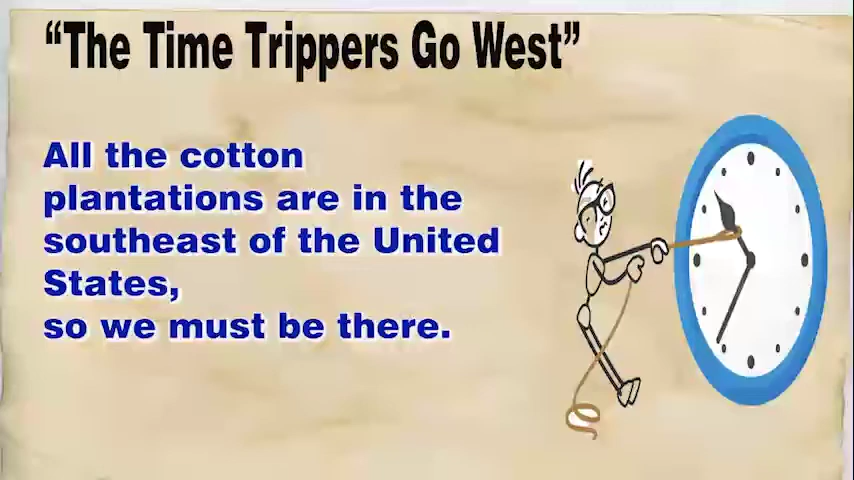 “The Time Trippers Go West”
All the cotton
plantations are in the
southeast of the United
States,
so we must be there.